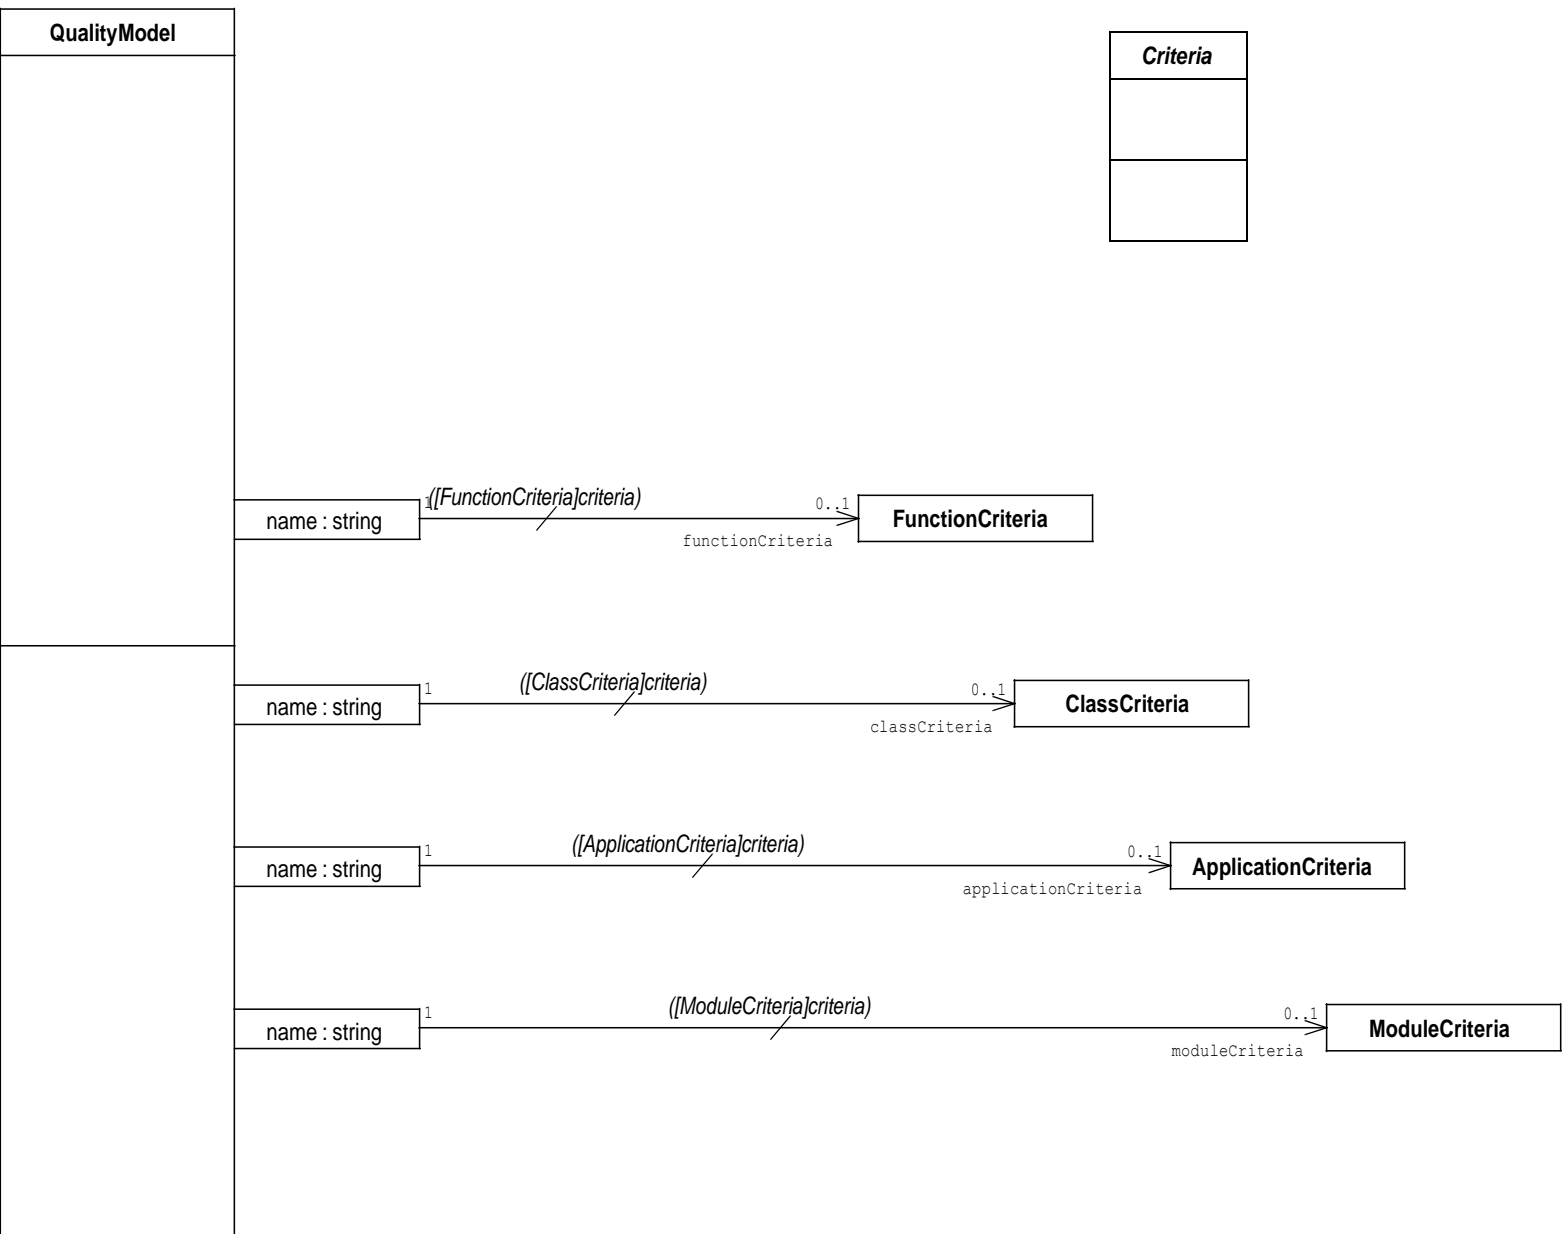 QualityModel
Criteria
([FunctionCriteria]criteria)
1
0..1
name : string
FunctionCriteria
functionCriteria
([ClassCriteria]criteria)
1
0..1
name : string
ClassCriteria
classCriteria
([ApplicationCriteria]criteria)
1
0..1
name : string
ApplicationCriteria
applicationCriteria
([ModuleCriteria]criteria)
1
0..1
name : string
ModuleCriteria
moduleCriteria